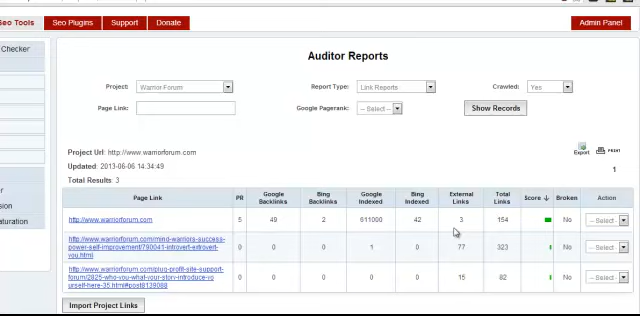 Seo Tools Seo Plugins Support Donate Admin Panel
Checker
Auditor Reports
Project: Warrior Forum Report Type: Link Reports Crawled: Yes
Page Link: Google Pagerank: -- Select -- Show Records
Project Url: http://www.warriorforum.com Export PRINT
Updated: 2013-06-06 14:34:49 1
Total Results: 3
Page Link PR Google Backlinks Bing Backlinks Google Indexed Bing Indexed External Links Total Links Score Broken Action
http://www.warriorforum.com 5 49 2 611000 42 3 154 No -- Select --
http://www.warriorforum.com/mind-warriors-success-
power-self-improvement/790041-introvert-extrovert- 0 0 0 1 0 77 323 No -- Select --
you.html
http://www.warriorforum.com/plug-profit-site-support-
forum/2825-who-you-what-your-story-introduce-yo 0 0 0 0 0 15 82 No -- Select --
urself-here-35.html#post8139088
Import Project Links